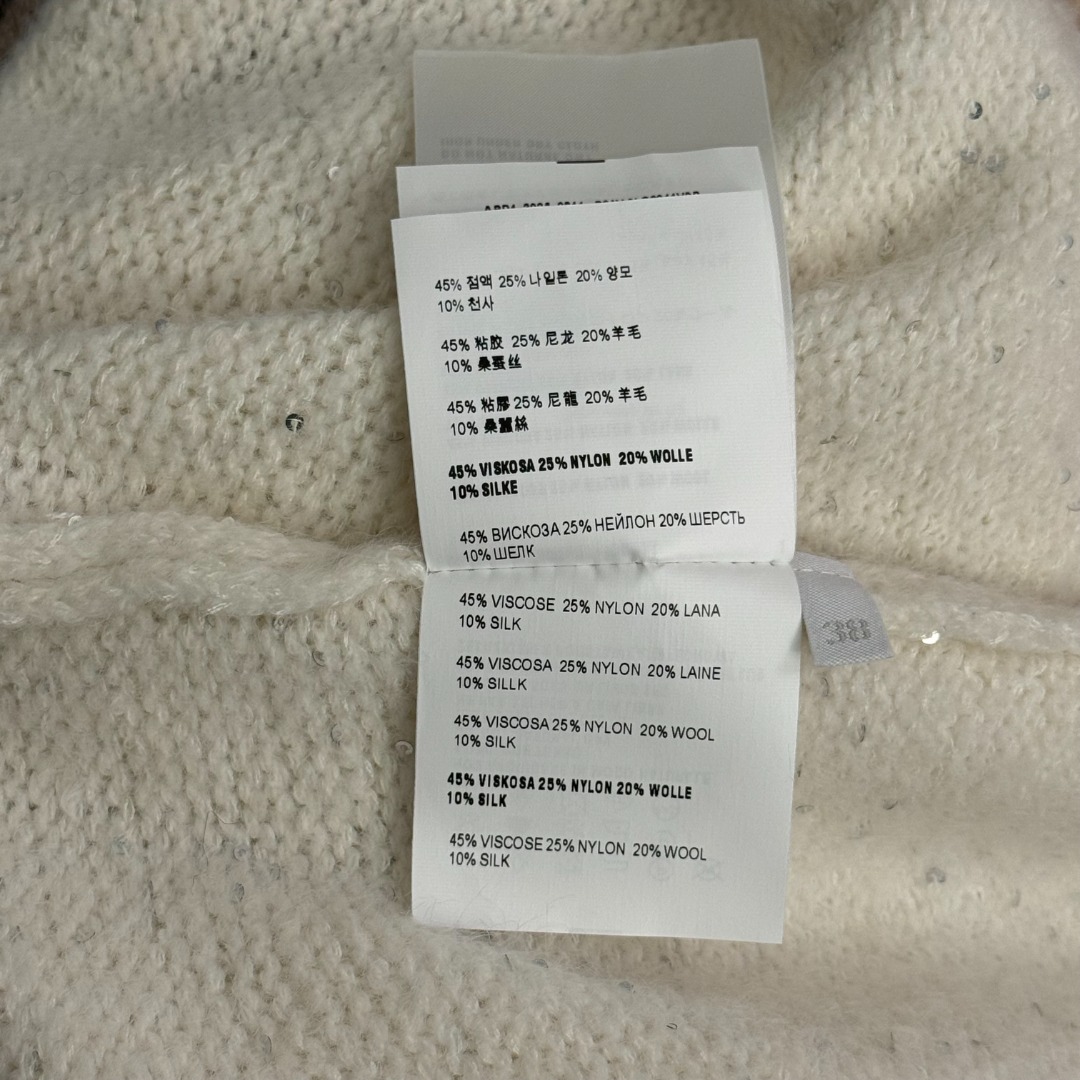 45% 점액 25% 나일론 20% 양모
10% 천사
45% 粘胶 25% 尼龙 20%羊毛
10% 桑蚕丝
45% 粘膠 25% 尼龍 20% 羊毛
10% 桑蠶絲
45% VISKOSA 25% NYLON 20% WOLLE
10% SILKE
45% ВИСКОЗА 25% НЕЙЛОН 20% ШЕРСТЬ
10% ШЕЛК
45% VISCOSE 25% NYLON 20% LANA
10% SILK
45% VISCOSA 25% NYLON 20% LAINE
10% SILLK
45% VISCOSA 25% NYLON 20% WOOL
10% SILK
45% VISKOSA 25% NYLON 20% WOLLE
10% SILK
45% VISCOSE 25% NYLON 20% WOOL
10% SILK